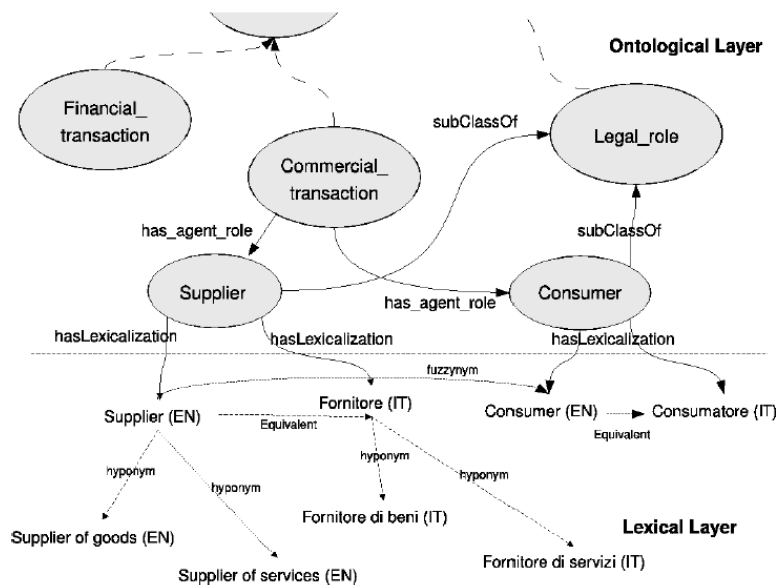 Ontological Layer
Financial_
transaction
subClassOf
Legal_role
Commercial_
transaction
has_agent_role
subClassOf
Supplier
has_agent_role
Consumer
hasLexicalization
hasLexicalization
hasLexicalization
fuzzynym
Supplier (EN)
Fornitore (IT)
Consumer (EN)
Consumatore (IT)
Equivalent
Equivalent
hyponym
hyponym
hyponym
hyponym
Supplier of goods (EN)
Fornitore di beni (IT)
Lexical Layer
Supplier of services (EN)
Fornitore di servizi (IT)